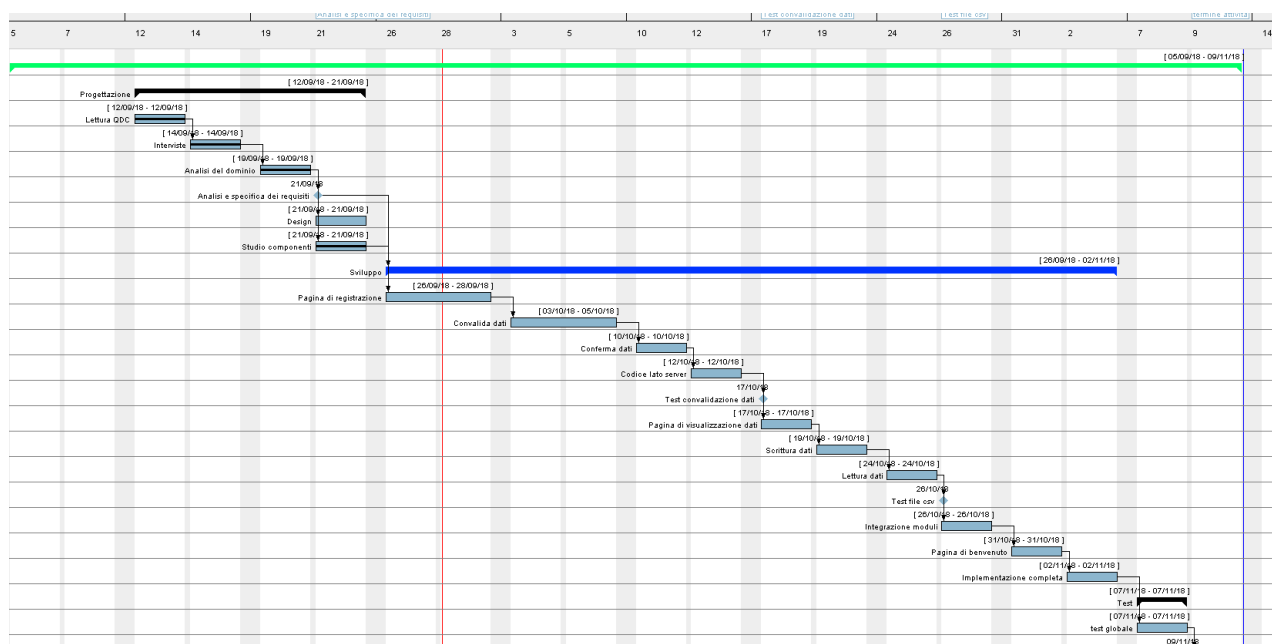 Analisi e specifica dei requisiti Test convalidazione dati Test file csv termine attività
5 7 12 14 19 21 26 28 3 5 10 12 17 19 24 26 31 2 7 9 14
[ 05/09/18 - 09/11/18 ]
[ 12/09/18 - 21/09/18 ]
Progettazione
[ 12/09/18 - 12/09/18 ]
Lettura QDC
[ 14/09/18 - 14/09/18 ]
Interviste
[ 19/09/18 - 19/09/18 ]
Analisi del dominio
21/09/18
Analisi e specifica dei requisiti
[ 21/09/18 - 21/09/18 ]
Design
[ 21/09/18 - 21/09/18 ]
Studio componenti
[ 26/09/18 - 02/11/18 ]
Sviluppo
[ 26/09/18 - 28/09/18 ]
Pagina di registrazione
[ 03/10/18 - 05/10/18 ]
Convalida dati
[ 10/10/18 - 10/10/18 ]
Conferma dati
[ 12/10/18 - 12/10/18 ]
Codice lato server
17/10/18
Test convalidazione dati
[ 17/10/18 - 17/10/18 ]
Pagina di visualizzazione dati
[ 19/10/18 - 19/10/18 ]
Scrittura dati
[ 24/10/18 - 24/10/18 ]
Lettura dati
26/10/18
Test file csv
[ 26/10/18 - 26/10/18 ]
Integrazione moduli
[ 31/10/18 - 31/10/18 ]
Pagina di benvenuto
[ 02/11/18 - 02/11/18 ]
Implementazione completa
[ 07/11/18 - 07/11/18 ]
Test
[ 07/11/18 - 07/11/18 ]
test globale
09/11/18